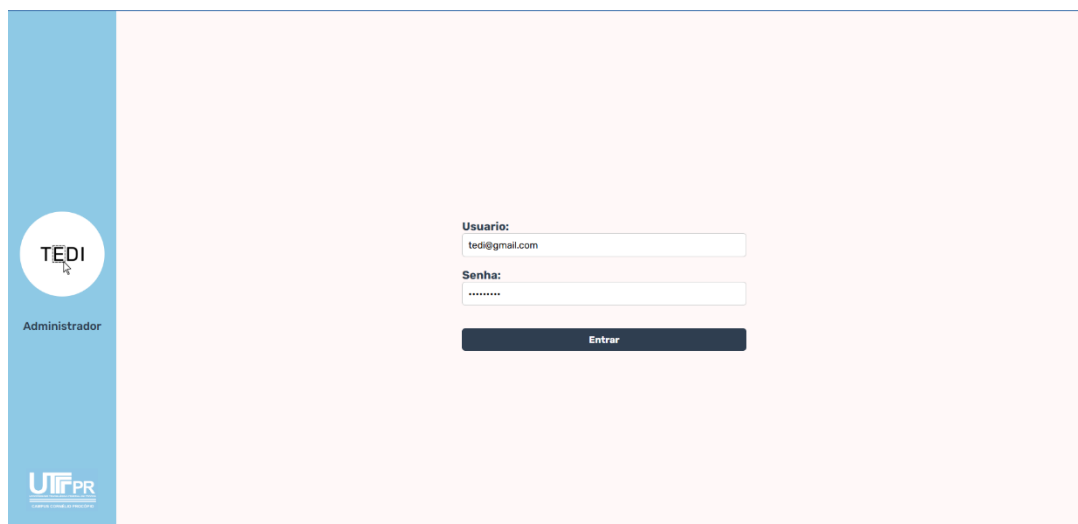 TEDI
Administrador
UTFPR
Usuario:
tedi@gmail.com
Senha:
•••••••••
Entrar